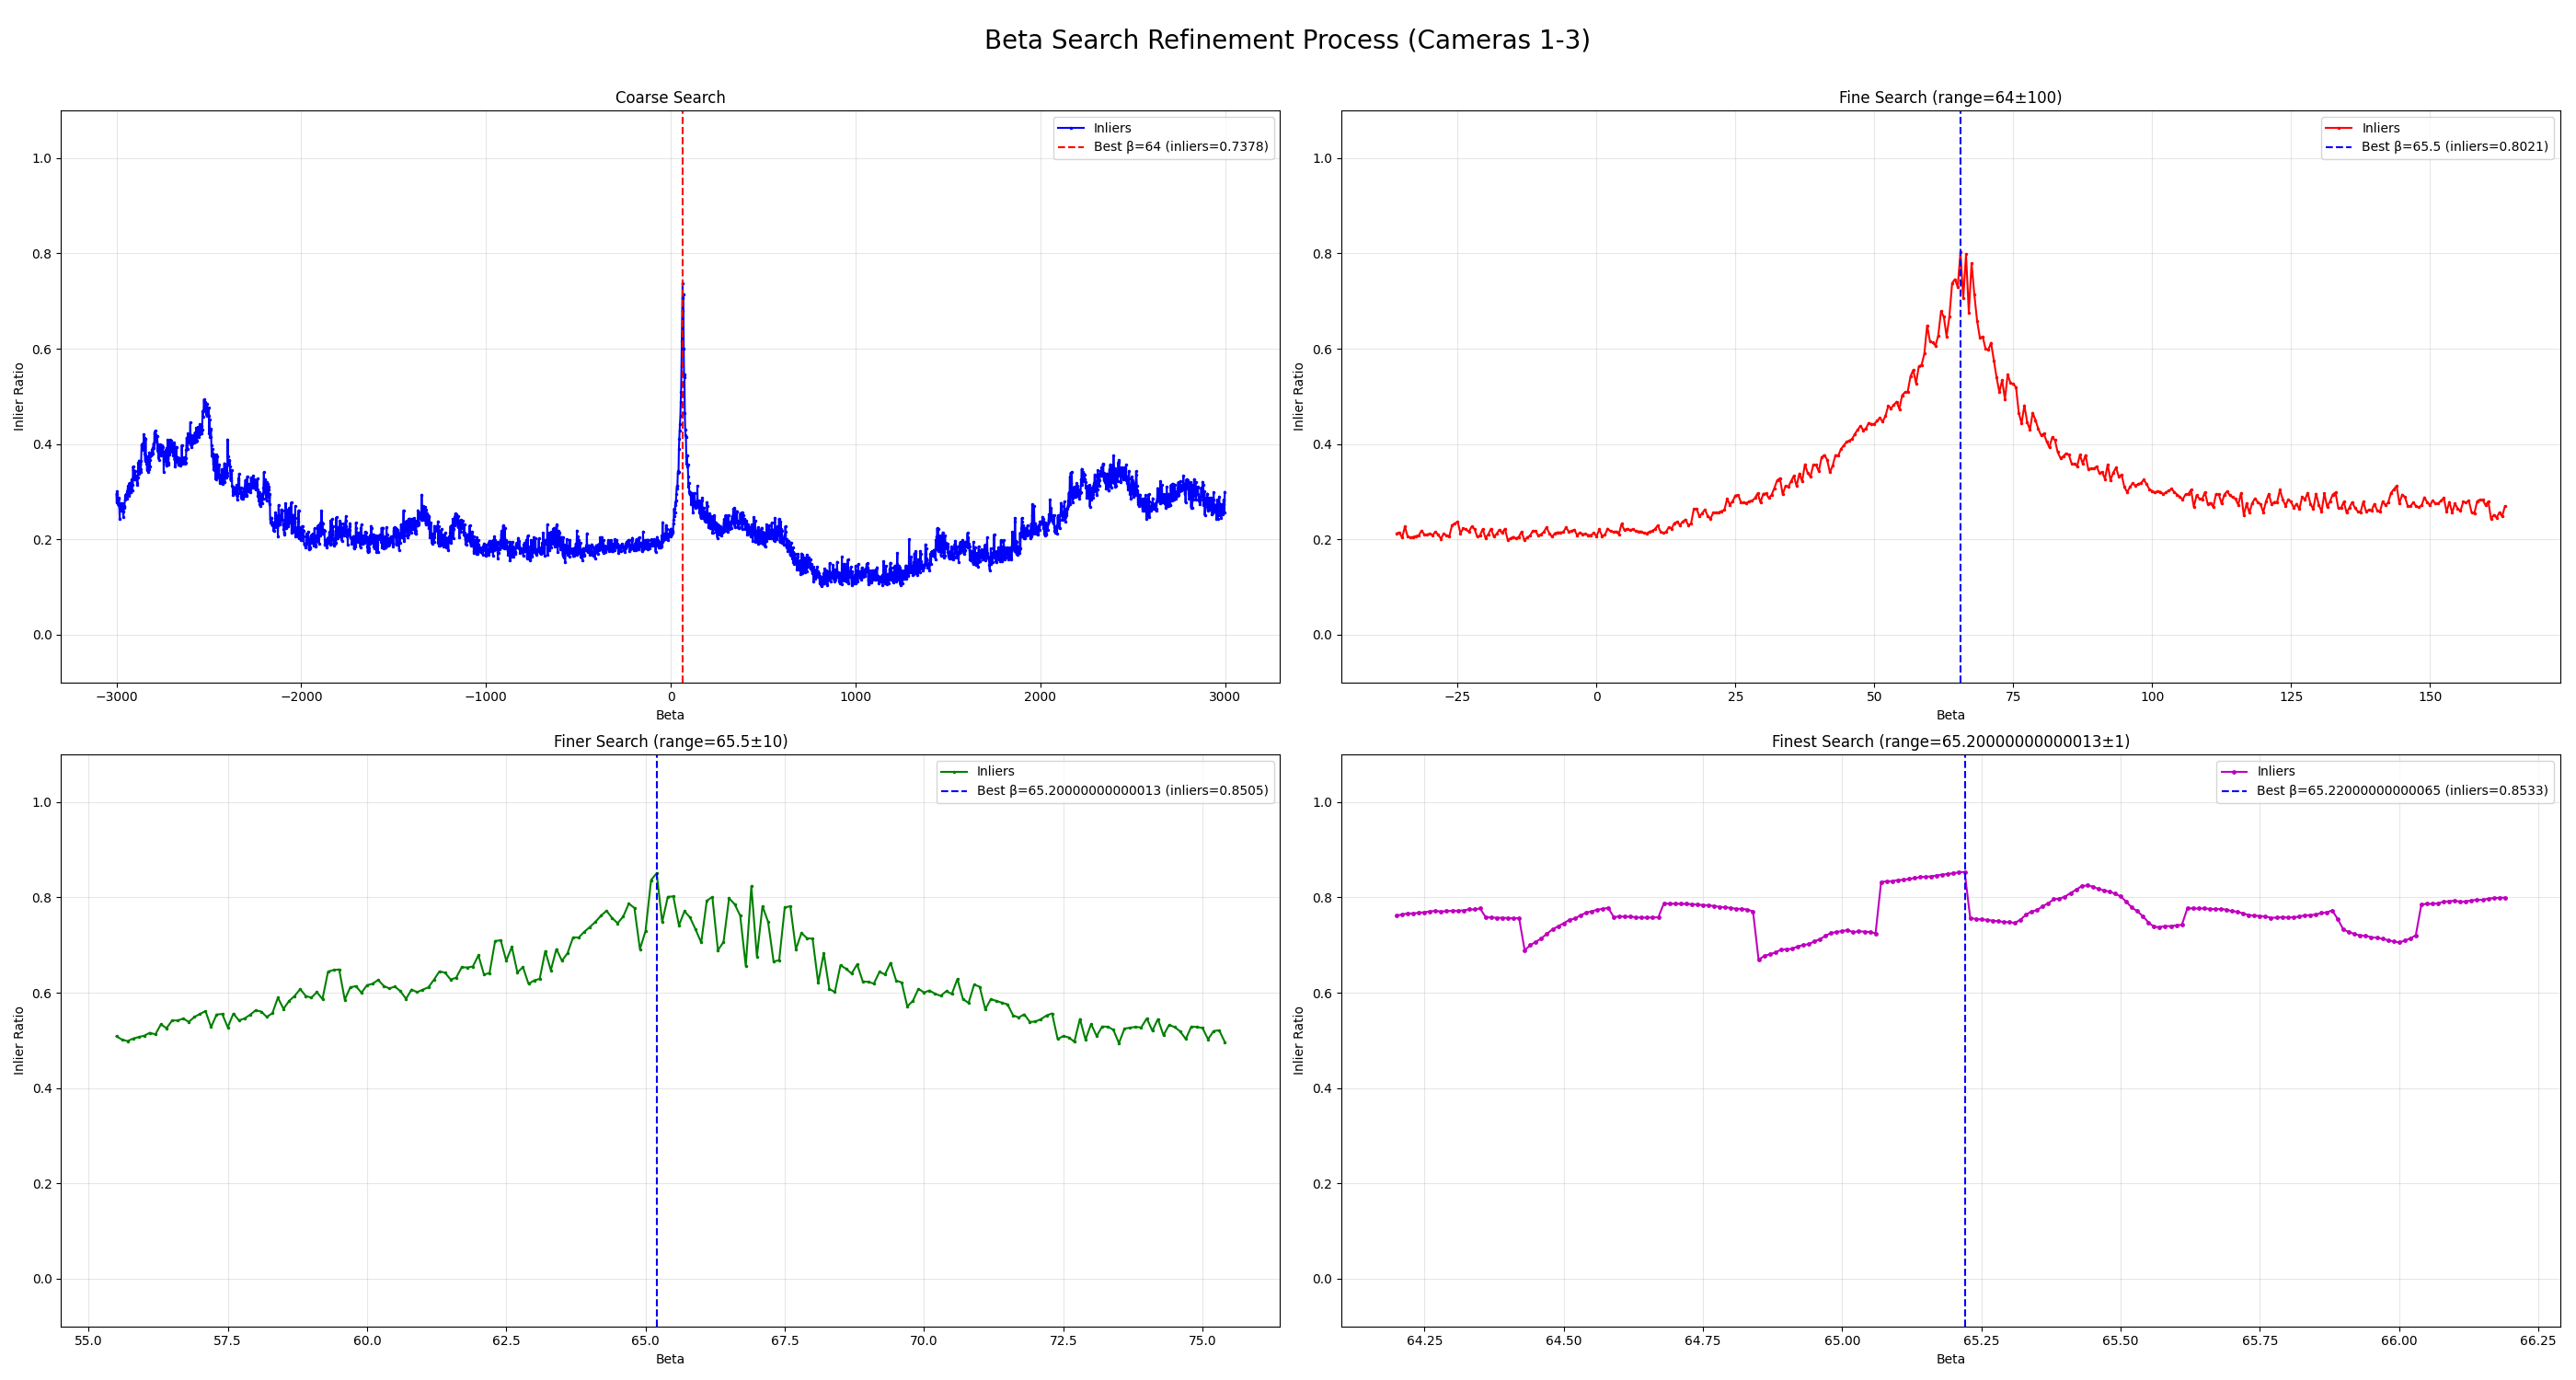 Beta Search Refinement Process (Cameras 1-3)
Coarse Search
Inliers
Best β=64 (inliers=0.7378)
Inlier Ratio
1.0
0.8
0.6
0.4
0.2
0.0
−3000 −2000 −1000 0 1000 2000 3000
Beta
Fine Search (range=64±100)
Inliers
Best β=65.5 (inliers=0.8021)
Inlier Ratio
1.0
0.8
0.6
0.4
0.2
0.0
−25 0 25 50 75 100 125 150
Beta
Finer Search (range=65.5±10)
Inliers
Best β=65.20000000000013 (inliers=0.8505)
Inlier Ratio
1.0
0.8
0.6
0.4
0.2
0.0
55.0 57.5 60.0 62.5 65.0 67.5 70.0 72.5 75.0
Beta
Finest Search (range=65.20000000000013±1)
Inliers
Best β=65.22000000000065 (inliers=0.8533)
Inlier Ratio
1.0
0.8
0.6
0.4
0.2
0.0
64.25 64.50 64.75 65.00 65.25 65.50 65.75 66.00 66.25
Beta